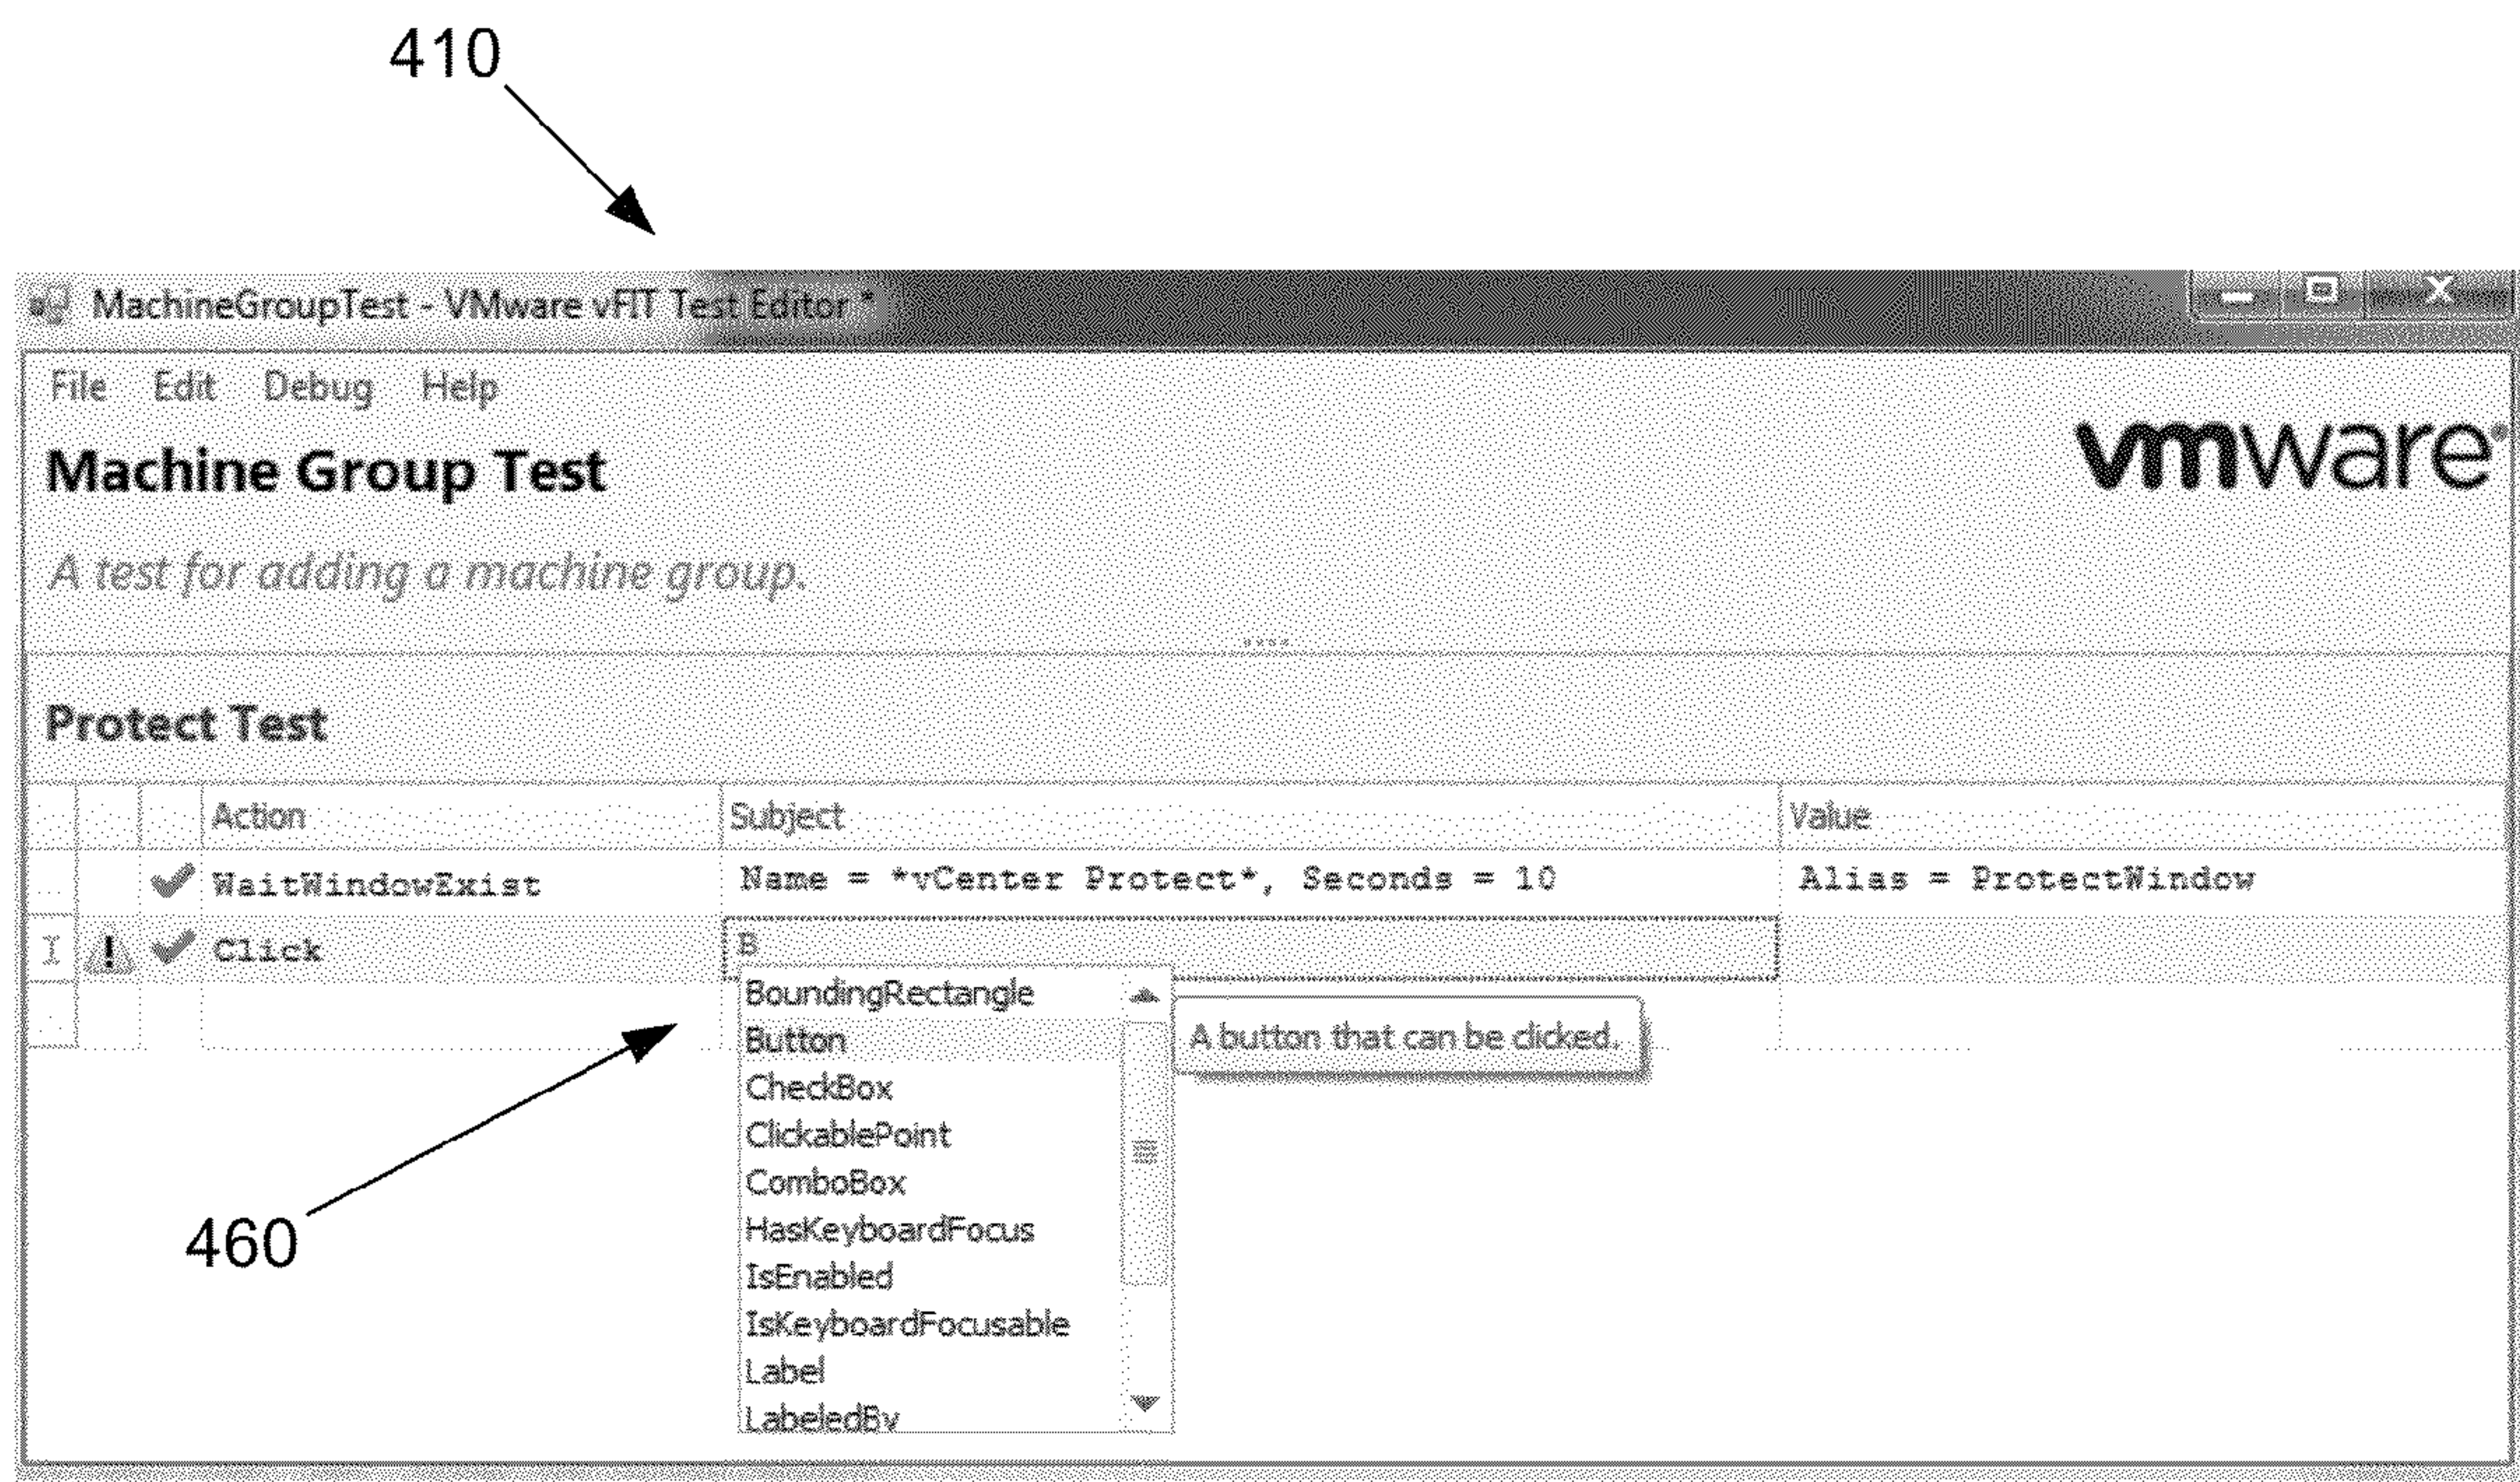 410
MachineGroupTest - VMware vFIT Test Editor *
File Edit Debug Help
Machine Group Test
vmware
A test for adding a machine group.
Protect Test
Action Subject Value
WaitWindowExist Name = *vCenter Protect*, Seconds = 10 Alias = ProtectWindow
Click B
BoundingRectangle
Button A button that can be clicked.
CheckBox
ClickablePoint
ComboBox
HasKeyboardFocus
IsEnabled
IsKeyboardFocusable
Label
LabeledBy
460